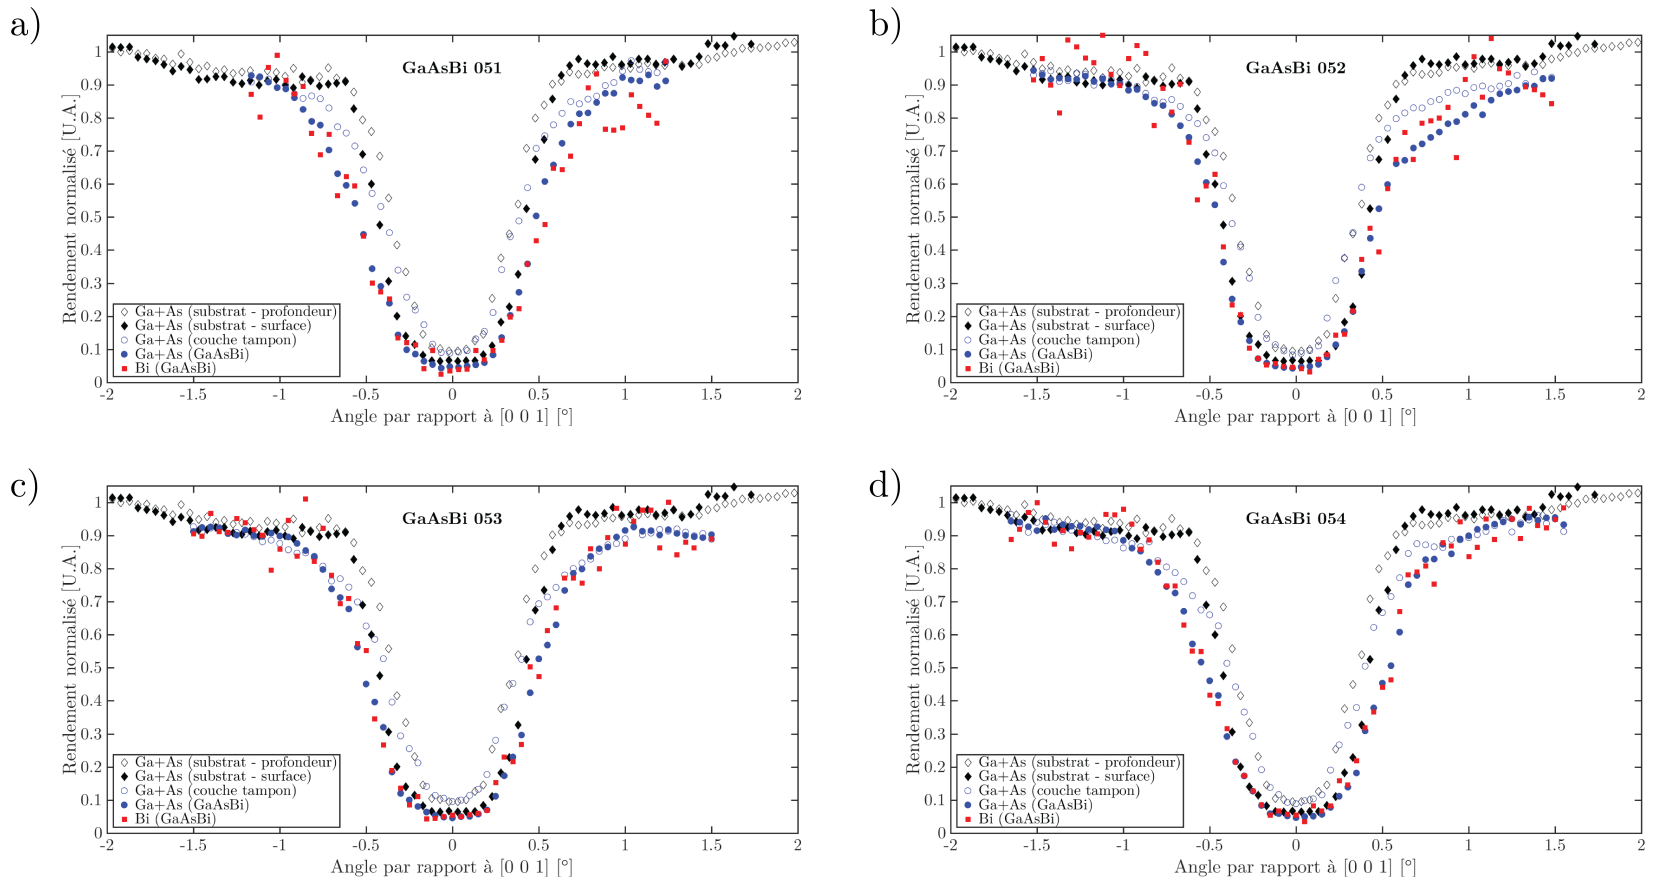 a)
GaAsBi 051
Rendement normalisé [U.A.]
1
0.9
0.8
0.7
0.6
0.5
0.4
0.3
0.2
0.1
0
Ga+As (substrat - profondeur)
Ga+As (substrat - surface)
Ga+As (couche tampon)
Ga+As (GaAsBi)
Bi (GaAsBi)
-2 -1.5 -1 -0.5 0 0.5 1 1.5 2
Angle par rapport à [0 0 1] [°]
b)
GaAsBi 052
Rendement normalisé [U.A.]
1
0.9
0.8
0.7
0.6
0.5
0.4
0.3
0.2
0.1
0
Ga+As (substrat - profondeur)
Ga+As (substrat - surface)
Ga+As (couche tampon)
Ga+As (GaAsBi)
Bi (GaAsBi)
-2 -1.5 -1 -0.5 0 0.5 1 1.5 2
Angle par rapport à [0 0 1] [°]
c)
GaAsBi 053
Rendement normalisé [U.A.]
1
0.9
0.8
0.7
0.6
0.5
0.4
0.3
0.2
0.1
0
Ga+As (substrat - profondeur)
Ga+As (substrat - surface)
Ga+As (couche tampon)
Ga+As (GaAsBi)
Bi (GaAsBi)
-2 -1.5 -1 -0.5 0 0.5 1 1.5 2
Angle par rapport à [0 0 1] [°]
d)
GaAsBi 054
Rendement normalisé [U.A.]
1
0.9
0.8
0.7
0.6
0.5
0.4
0.3
0.2
0.1
0
Ga+As (substrat - profondeur)
Ga+As (substrat - surface)
Ga+As (couche tampon)
Ga+As (GaAsBi)
Bi (GaAsBi)
-2 -1.5 -1 -0.5 0 0.5 1 1.5 2
Angle par rapport à [0 0 1] [°]